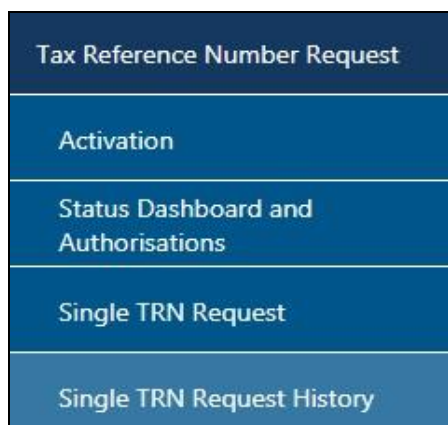 Tax Reference Number Request
Activation
Status Dashboard and
Authorisations
Single TRN Request
Single TRN Request History